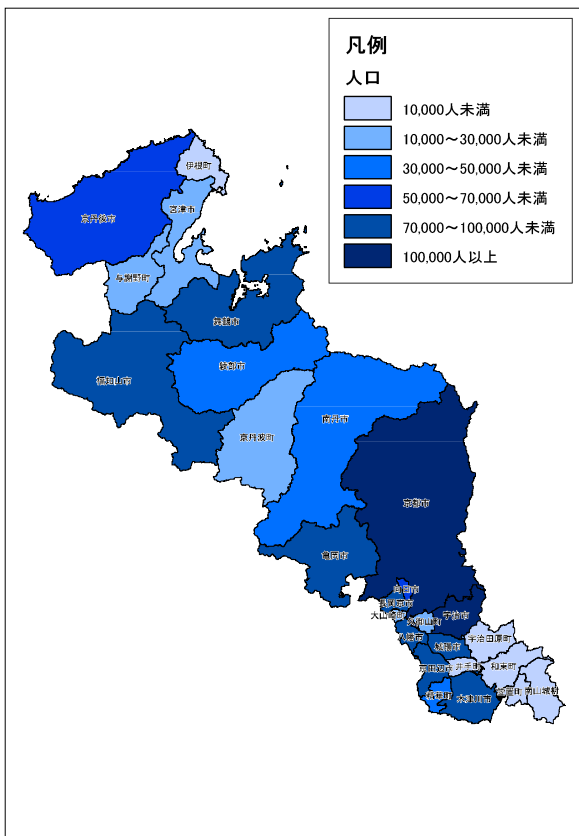 凡例
人口
10,000人未満
10,000～30,000人未満
30,000～50,000人未満
50,000～70,000人未満
70,000～100,000人未満
100,000人以上
伊根町
京丹後市
宮津市
与謝野町
舞鶴市
綾部市
福知山市
南丹市
京丹波町
京都市
亀岡市
向日市
長岡京市
大山崎町
久御山町
宇治市
八幡市
城陽市
宇治田原町
京田辺市
井手町
和束町
精華町
木津川市
笠置町
南山城村